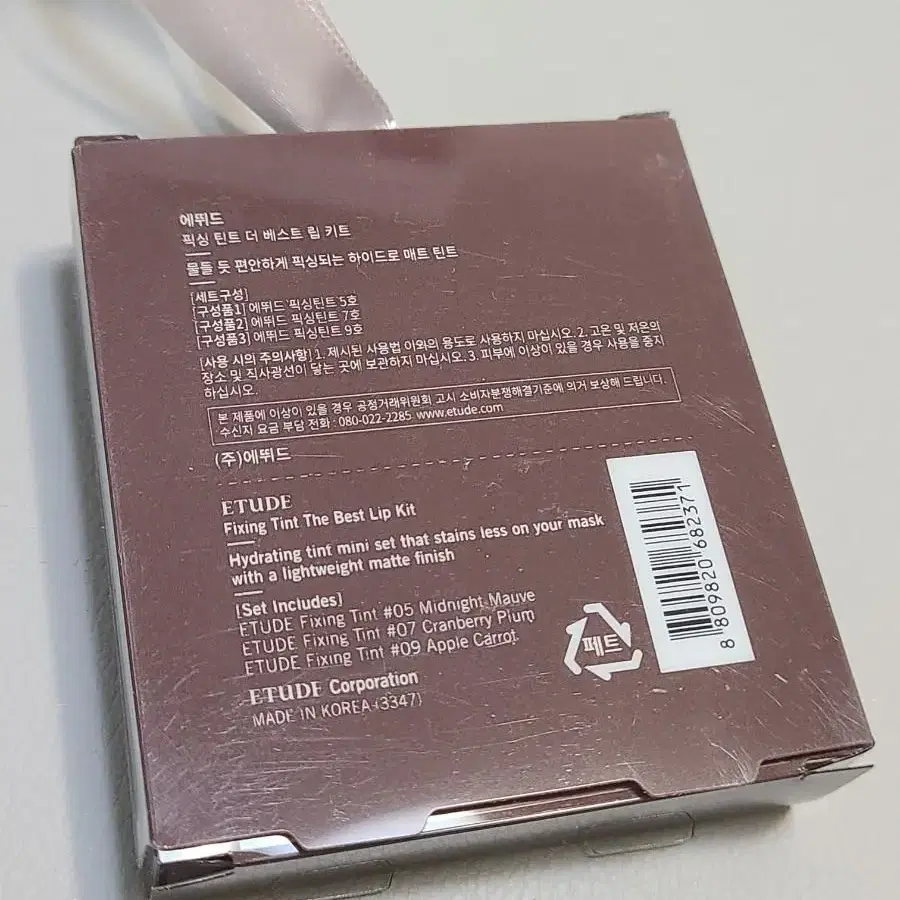 에뛰드
픽싱 틴트 더 베스트 립 키트
물들 듯 편안하게 픽싱되는 하이드로 매트 틴트
[세트구성]
[구성품1] 에뛰드 픽싱틴트 5호
[구성품2] 에뛰드 픽싱틴트 7호
[구성품3] 에뛰드 픽싱틴트 9호
[사용 시의 주의사항] 1. 제시된 사용법 이외의 용도로 사용하지 마십시오. 2. 고온 및 저온의
장소 및 직사광선이 닿는 곳에 보관하지 마십시오. 3. 피부에 이상이 있을 경우 사용을 중지
하십시오.
본 제품에 이상이 있을 경우 공정거래위원회 고시 소비자분쟁해결기준에 의거 보상해 드립니다.
수신자 요금 부담 전화 : 080-022-2285 www.etude.com
(주)에뛰드
ETUDE
Fixing Tint The Best Lip Kit
Hydrating tint mini set that stains less on your mask
with a lightweight matte finish
[Set Includes]
ETUDE Fixing Tint #05 Midnight Mauve
ETUDE Fixing Tint #07 Cranberry Plum
ETUDE Fixing Tint #09 Apple Carrot
ETUDE Corporation
MADE IN KOREA (3347)
페트
8 809820 682371